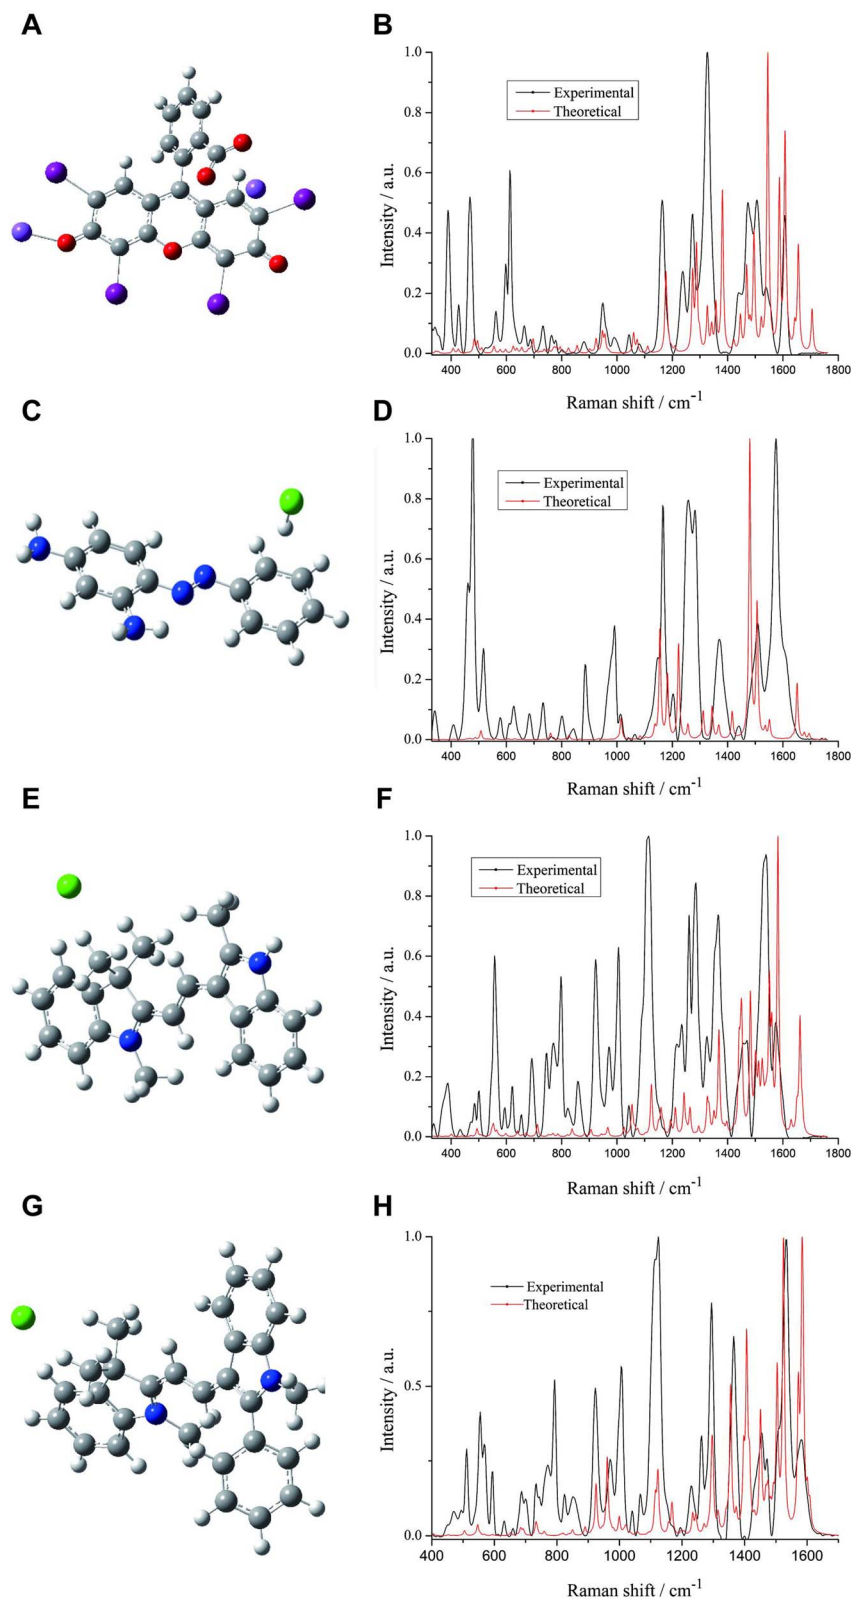 A
B
1.0
0.8
0.6
0.4
0.2
0.0
Intensity / a.u.
Experimental
Theoretical
400 600 800 1000 1200 1400 1600 1800
Raman shift / cm-1
C
D
1.0
0.8
0.6
0.4
0.2
0.0
Intensity / a.u.
Experimental
Theoretical
400 600 800 1000 1200 1400 1600 1800
Raman shift / cm-1
E
F
1.0
0.8
0.6
0.4
0.2
0.0
Intensity / a.u.
Experimental
Theoretical
400 600 800 1000 1200 1400 1600 1800
Raman shift / cm-1
G
H
1.0
0.5
0.0
Intensity / a.u.
Experimental
Theoretical
400 600 800 1000 1200 1400 1600
Raman shift / cm-1